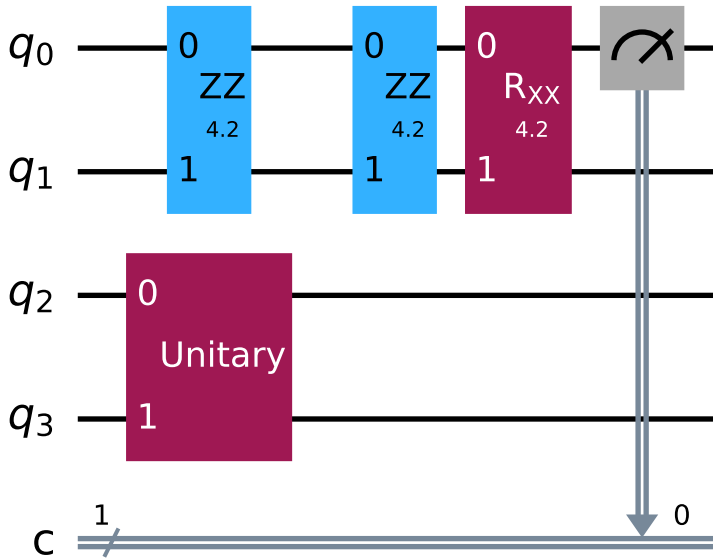 q0 0 0 0
ZZ ZZ RXX
4.2 4.2 4.2
q1 1 1 1
q2 0
Unitary
q3 1
1 0
c